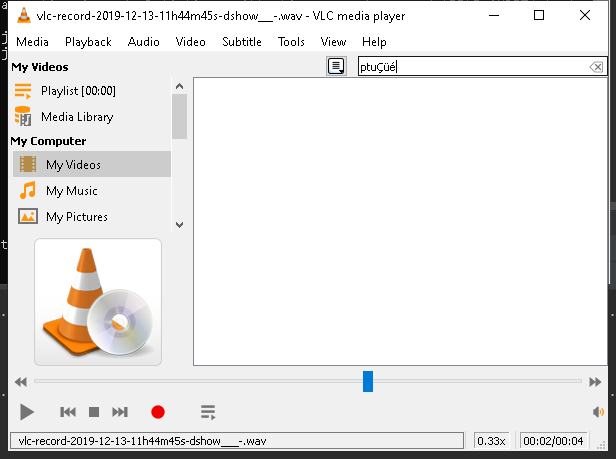 vlc-record-2019-12-13-11h44m45s-dshow___-.wav - VLC media player
Media Playback Audio Video Subtitle Tools View Help
My Videos
ptuÇüé
Playlist [00:00]
Media Library
My Computer
My Videos
My Music
My Pictures
vlc-record-2019-12-13-11h44m45s-dshow___-.wav
0.33x
00:02/00:04